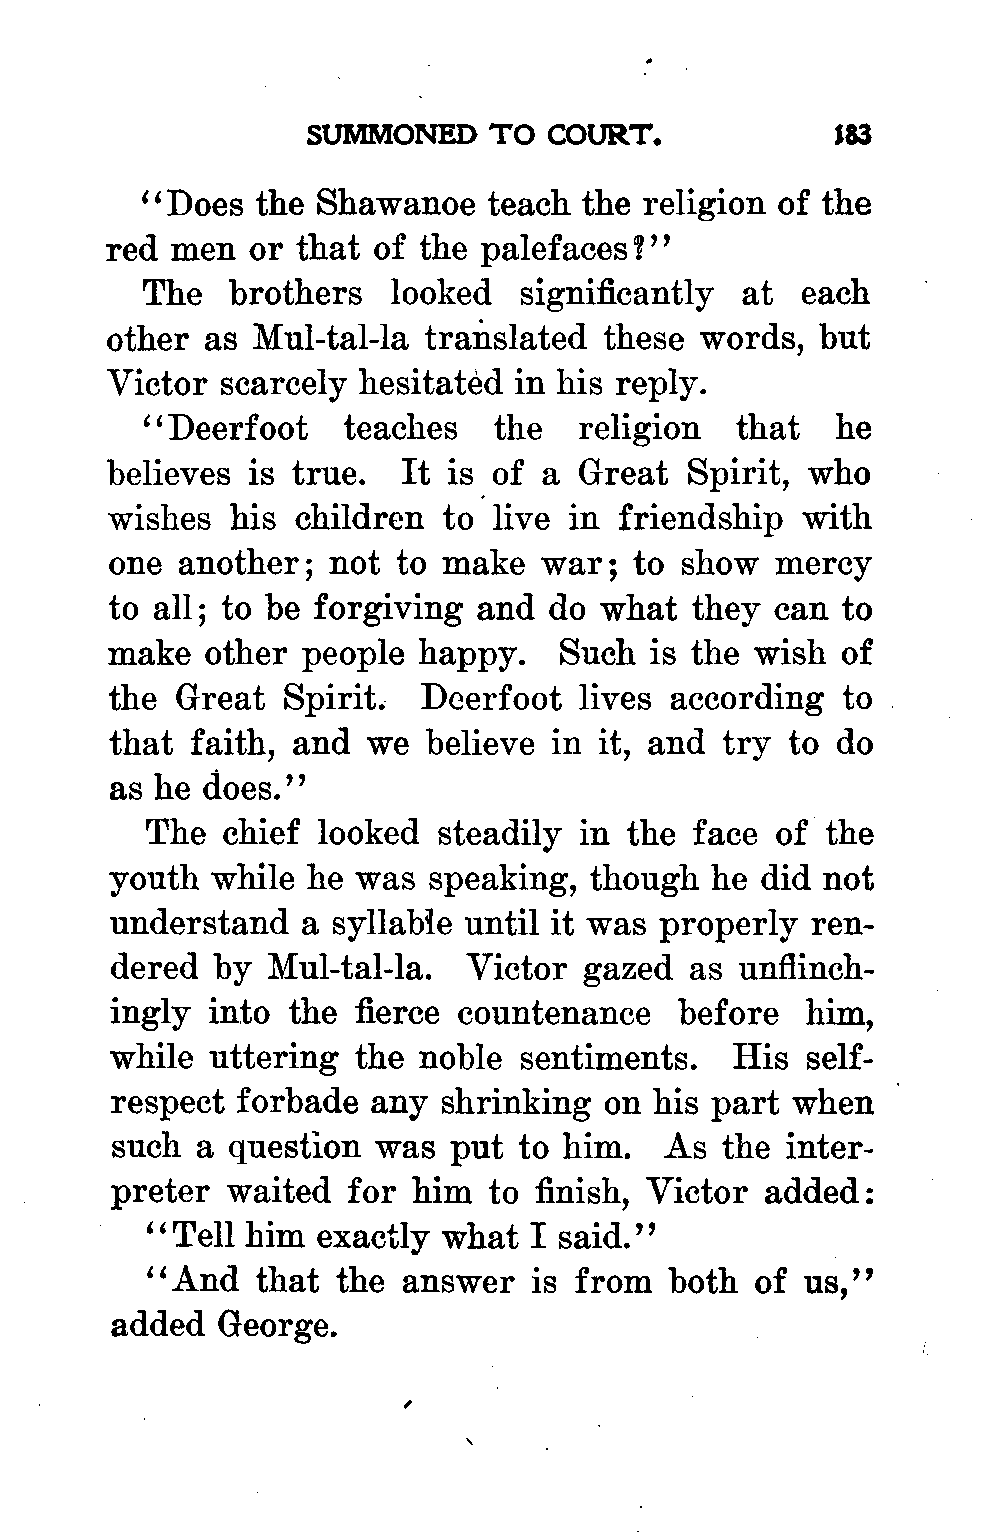 SUMMONED TO COURT. 183
“Does the Shawanoe teach the religion of the
red men or that of the palefaces?”
The brothers looked significantly at each
other as Mul-tal-la translated these words, but
Victor scarcely hesitated in his reply.
“Deerfoot teaches the religion that he
believes is true. It is of a Great Spirit, who
wishes his children to live in friendship with
one another; not to make war; to show mercy
to all; to be forgiving and do what they can to
make other people happy. Such is the wish of
the Great Spirit. Deerfoot lives according to
that faith, and we believe in it, and try to do
as he does.”
The chief looked steadily in the face of the
youth while he was speaking, though he did not
understand a syllable until it was properly ren-
dered by Mul-tal-la. Victor gazed as unflinch-
ingly into the fierce countenance before him,
while uttering the noble sentiments. His self-
respect forbade any shrinking on his part when
such a question was put to him. As the inter-
preter waited for him to finish, Victor added:
“Tell him exactly what I said.”
“And that the answer is from both of us,”
added George.